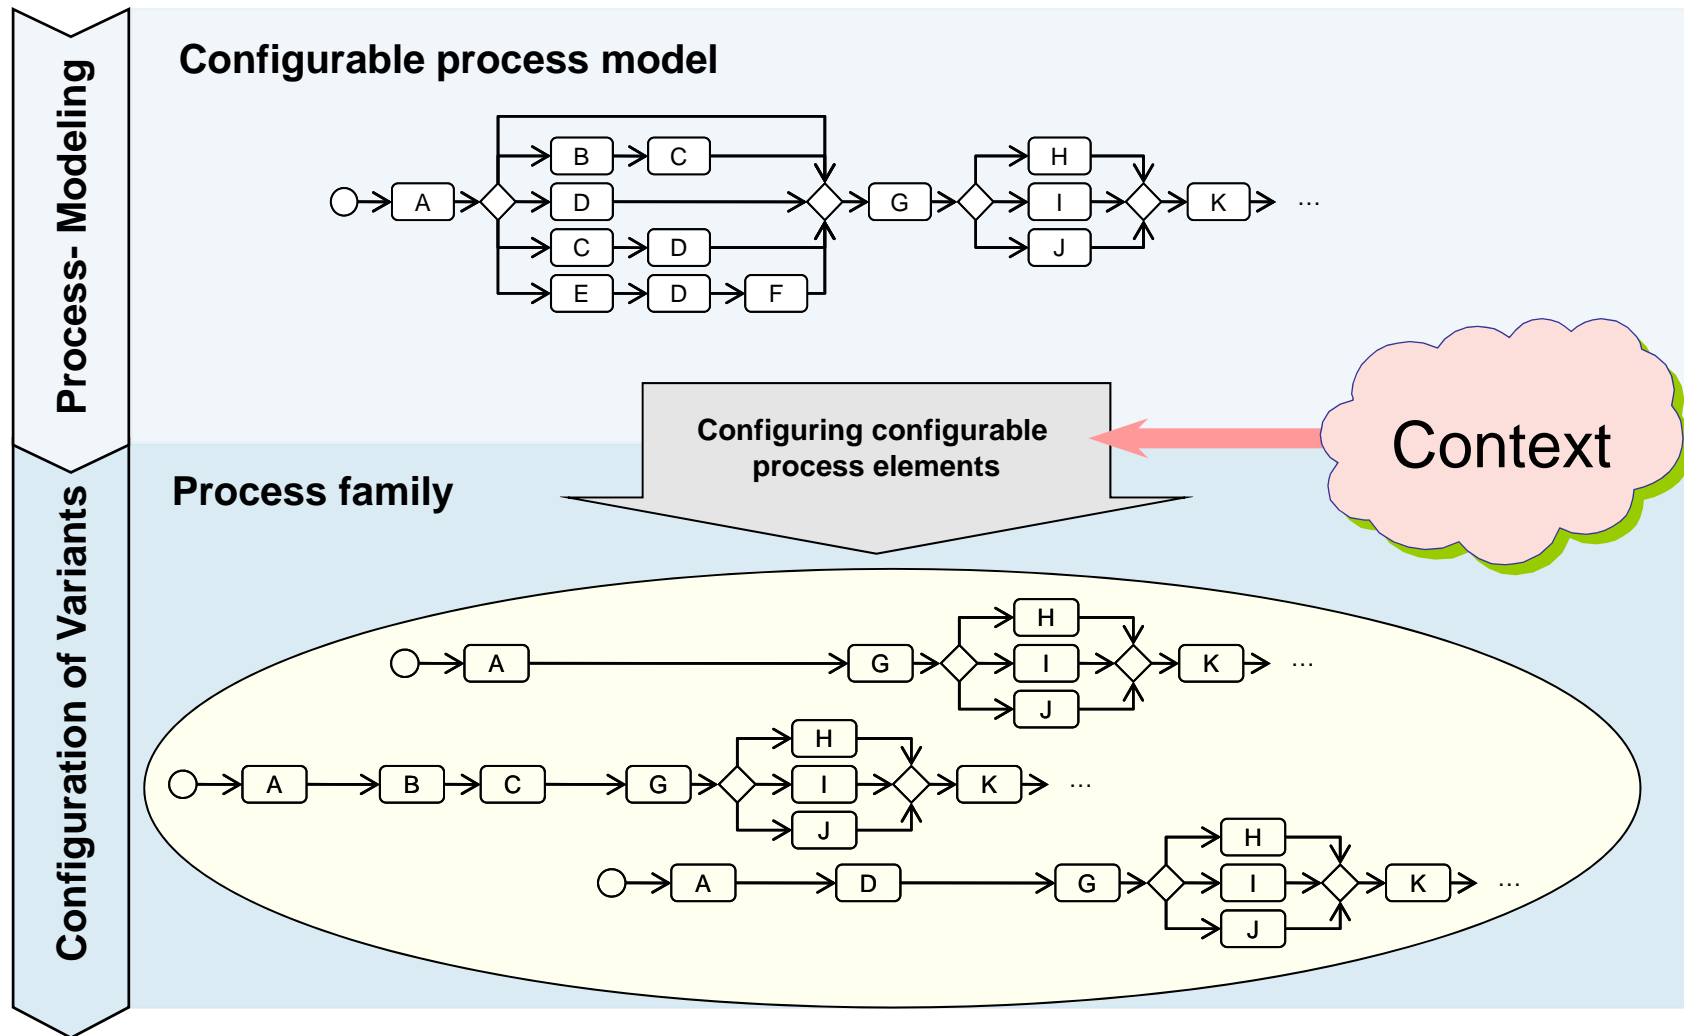 Process- Modeling
Configuration of Variants
Configurable process model
B C H
A D G I K ...
C D J
E D F
Configuring configurable
process elements
Context
Process family
H
A G I K ...
J
H
A B C G I K ...
J
H
A D G I K ...
J